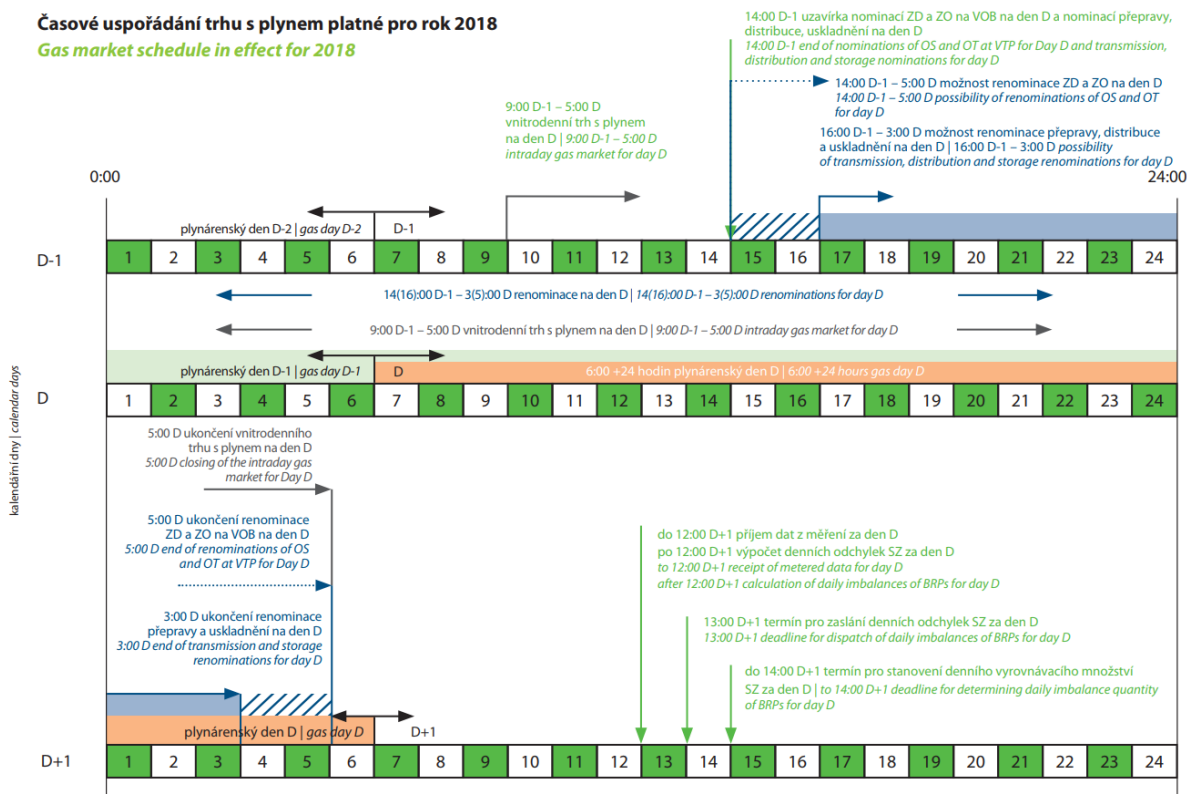 Časové uspořádání trhu s plynem platné pro rok 2018
Gas market schedule in effect for 2018
14:00 D-1 uzavírka nominací ZD a ZO na VOB na den D a nominací přepravy,
distribuce, uskladnění na den D
14:00 D-1 end of nominations of OS and OT at VTP for Day D and transmission,
distribution and storage nominations for day D
14:00 D-1 – 5:00 D možnost renominace ZD a ZO na den D
14:00 D-1 – 5:00 D possibility of renominations of OS and OT
for day D
9:00 D-1 – 5:00 D
vnitrodenní trh s plynem
na den D | 9:00 D-1 – 5:00 D
intraday gas market for day D
16:00 D-1 – 3:00 D možnost renominace přepravy, distribuce
a uskladnění na den D | 16:00 D-1 – 3:00 D possibility
of transmission, distribution and storage renominations for day D
0:00
24:00
plynárenský den D-2 | gas day D-2
D-1
D-1
1 2 3 4 5 6 7 8 9 10 11 12 13 14 15 16 17 18 19 20 21 22 23 24
14(16):00 D-1 – 3(5):00 D renominace na den D | 14(16):00 D-1 – 3(5):00 D renominations for day D
9:00 D-1 – 5:00 D vnitrodenní trh s plynem na den D | 9:00 D-1 – 5:00 D intraday gas market for day D
plynárenský den D-1 | gas day D-1
D
6:00 +24 hodin plynárenský den D | 6:00 +24 hours gas day D
D
1 2 3 4 5 6 7 8 9 10 11 12 13 14 15 16 17 18 19 20 21 22 23 24
kalendářní dny | calendar days
5:00 D ukončení vnitrodenního
trhu s plynem na den D
5:00 D closing of the intraday gas
market for Day D
5:00 D ukončení renominace
ZD a ZO na VOB na den D
5:00 D end of renominations of OS
and OT at VTP for Day D
3:00 D ukončení renominace
přepravy a uskladnění na den D
3:00 D end of transmission and storage
renominations for day D
do 12:00 D+1 příjem dat z měření za den D
po 12:00 D+1 výpočet denních odchylek SZ za den D
to 12:00 D+1 receipt of metered data for day D
after 12:00 D+1 calculation of daily imbalances of BRPs for day D
13:00 D+1 termín pro zaslání denních odchylek SZ za den D
13:00 D+1 deadline for dispatch of daily imbalances of BRPs for day D
do 14:00 D+1 termín pro stanovení denního vyrovnávacího množství
SZ za den D | to 14:00 D+1 deadline for determining daily imbalance quantity
of BRPs for day D
plynárenský den D | gas day D
D+1
D+1
1 2 3 4 5 6 7 8 9 10 11 12 13 14 15 16 17 18 19 20 21 22 23 24